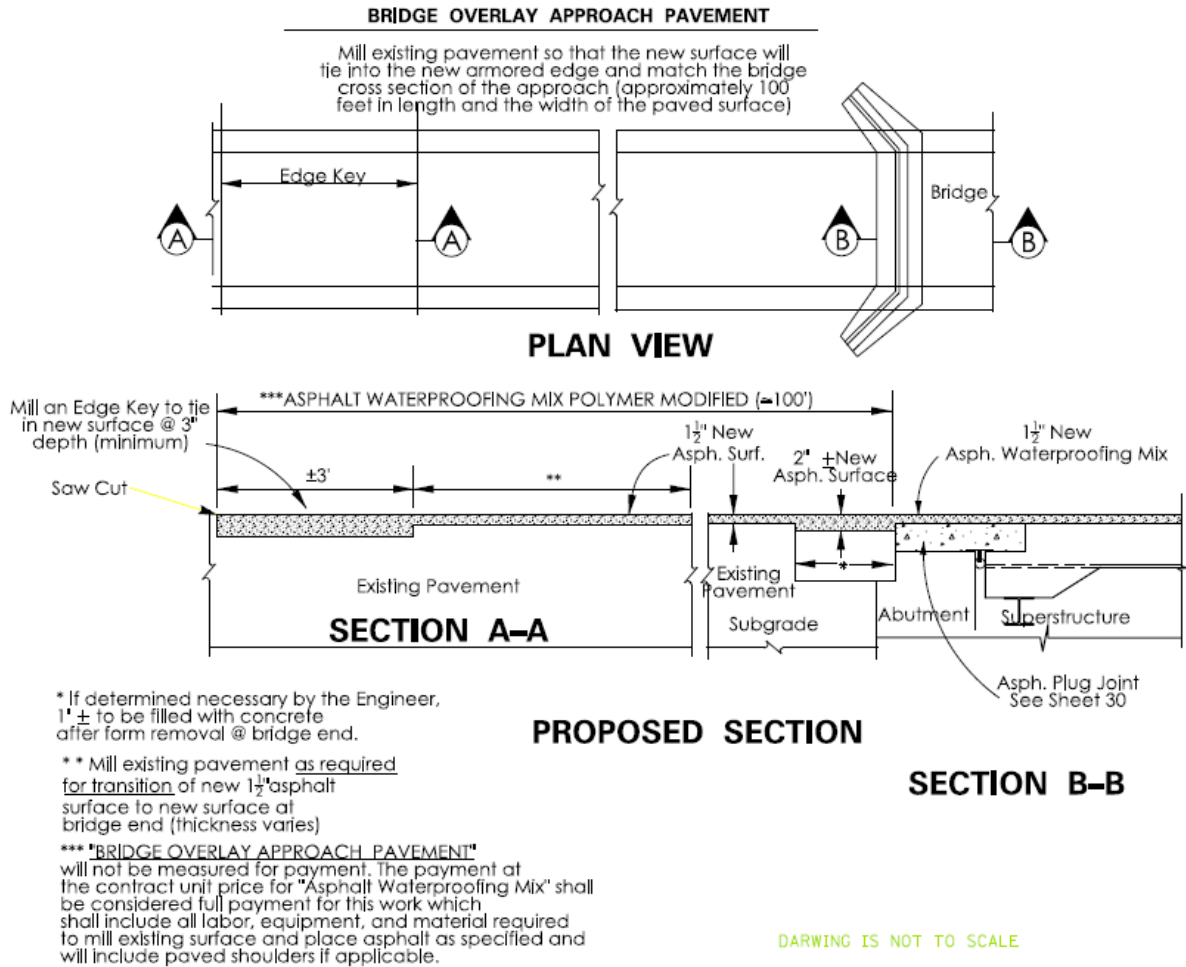 BRIDGE OVERLAY APPROACH PAVEMENT
Mill existing pavement so that the new surface will
tie into the new armored edge and match the bridge
cross section of the approach (approximately 100
feet in length and the width of the paved surface)
Edge Key
Bridge
A
A
B
B
PLAN VIEW
***ASPHALT WATERPROOFING MIX POLYMER MODIFIED (≃100')
Mill an Edge Key to tie
in new surface @ 3"
depth (minimum)
Saw Cut
±3'
**
1½" New
Asph. Surf.
2" ±New
Asph. Surface
1½" New
Asph. Waterproofing Mix
*
Existing Pavement
Existing
Pavement
Subgrade
Abutment
Superstructure
SECTION A–A
Asph. Plug Joint
See Sheet 30
* If determined necessary by the Engineer,
1" ± to be filled with concrete
after form removal @ bridge end.
PROPOSED SECTION
SECTION B–B
* * Mill existing pavement as required
for transition of new 1½"asphalt
surface to new surface at
bridge end (thickness varies)
*** "BRIDGE OVERLAY APPROACH PAVEMENT"
will not be measured for payment. The payment at
the contract unit price for "Asphalt Waterproofing Mix" shall
be considered full payment for this work which
shall include all labor, equipment, and material required
to mill existing surface and place asphalt as specified and
will include paved shoulders if applicable.
DARWING IS NOT TO SCALE